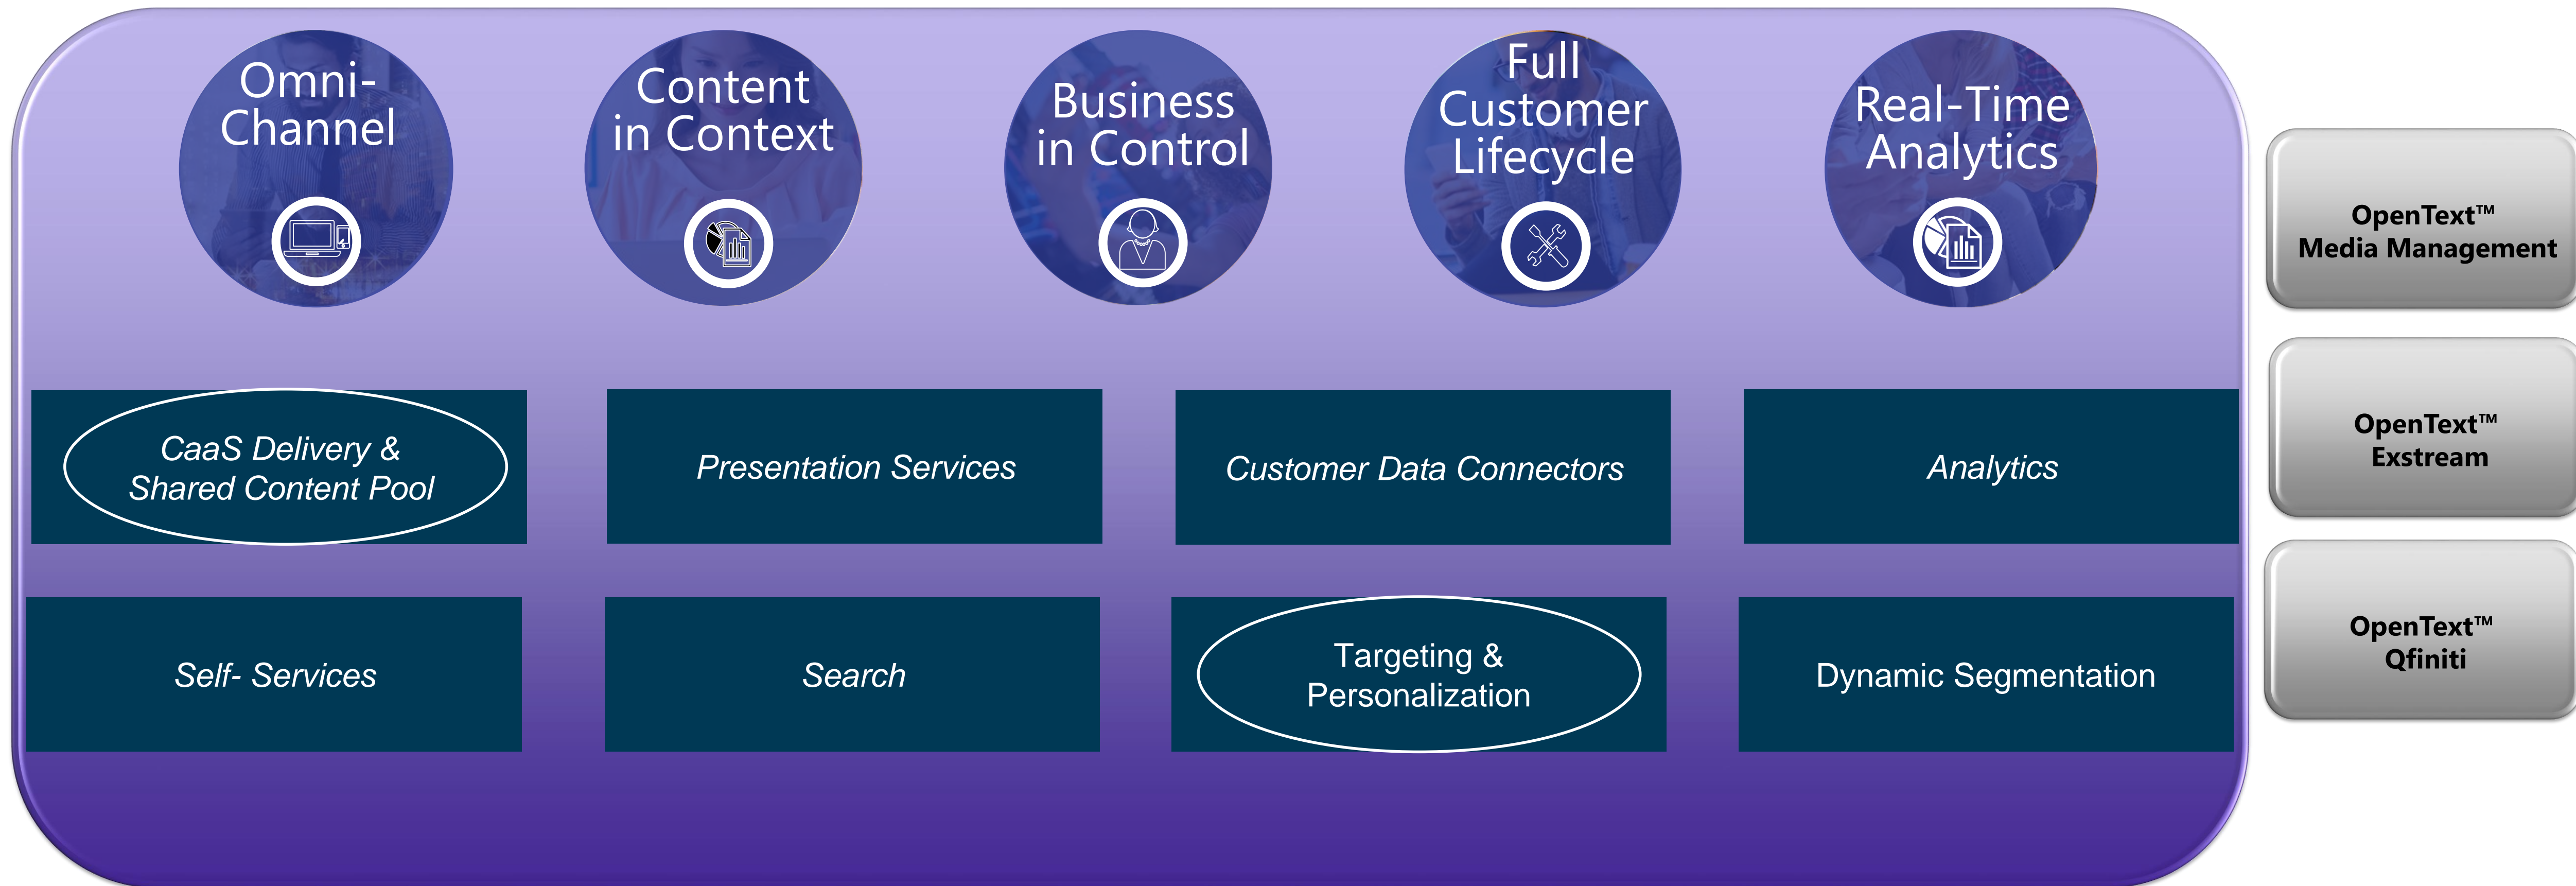 Omni-
Channel
Content
in Context
Business
in Control
Full
Customer
Lifecycle
Real-Time
Analytics
OpenText™
Media Management
CaaS Delivery &
Shared Content Pool
Presentation Services
Customer Data Connectors
Analytics
OpenText™
Exstream
Self- Services
Search
Targeting &
Personalization
Dynamic Segmentation
OpenText™
Qfiniti